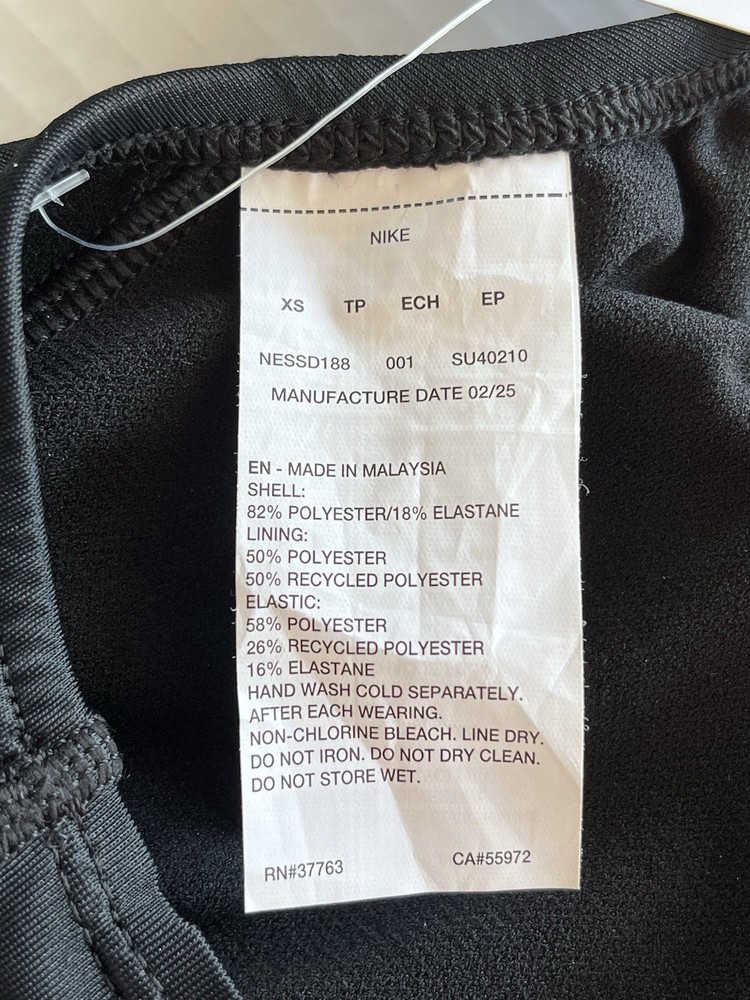 NIKE
XS TP ECH EP
NESSD188 001 SU40210
MANUFACTURE DATE 02/25
EN - MADE IN MALAYSIA
SHELL:
82% POLYESTER/18% ELASTANE
LINING:
50% POLYESTER
50% RECYCLED POLYESTER
ELASTIC:
58% POLYESTER
26% RECYCLED POLYESTER
16% ELASTANE
HAND WASH COLD SEPARATELY.
AFTER EACH WEARING.
NON-CHLORINE BLEACH. LINE DRY.
DO NOT IRON. DO NOT DRY CLEAN.
DO NOT STORE WET.
RN#37763 CA#55972